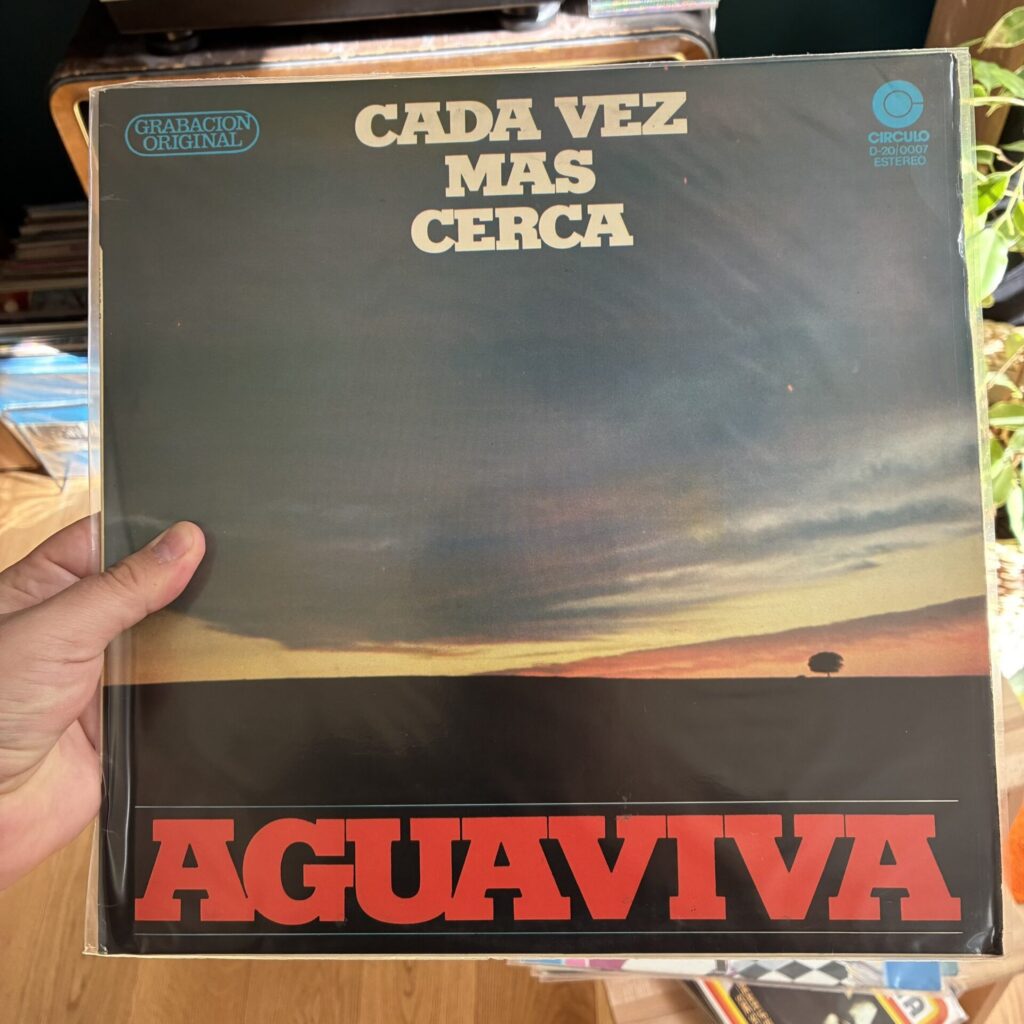 GRABACION
ORIGINAL
CADA VEZ
MAS
CERCA
CIRCULO
D-20/0007
ESTEREO
AGUAVIVA